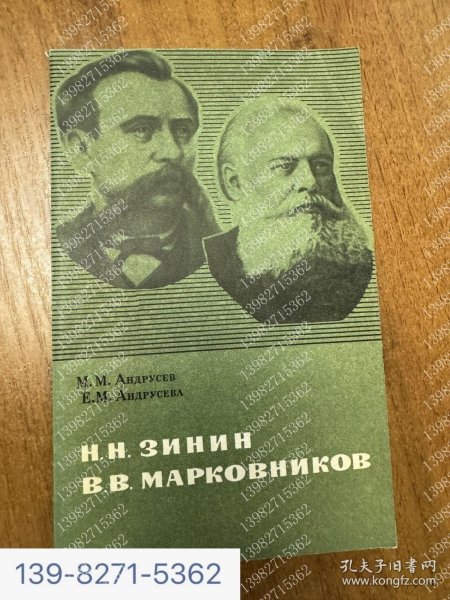 М. М. Андрусев
Е. М. Андрусева
Н.Н. ЗИНИН
В.В. МАРКОВНИКОВ
139-8271-5362
孔夫子旧书网
www.kongfz.com
13982715362